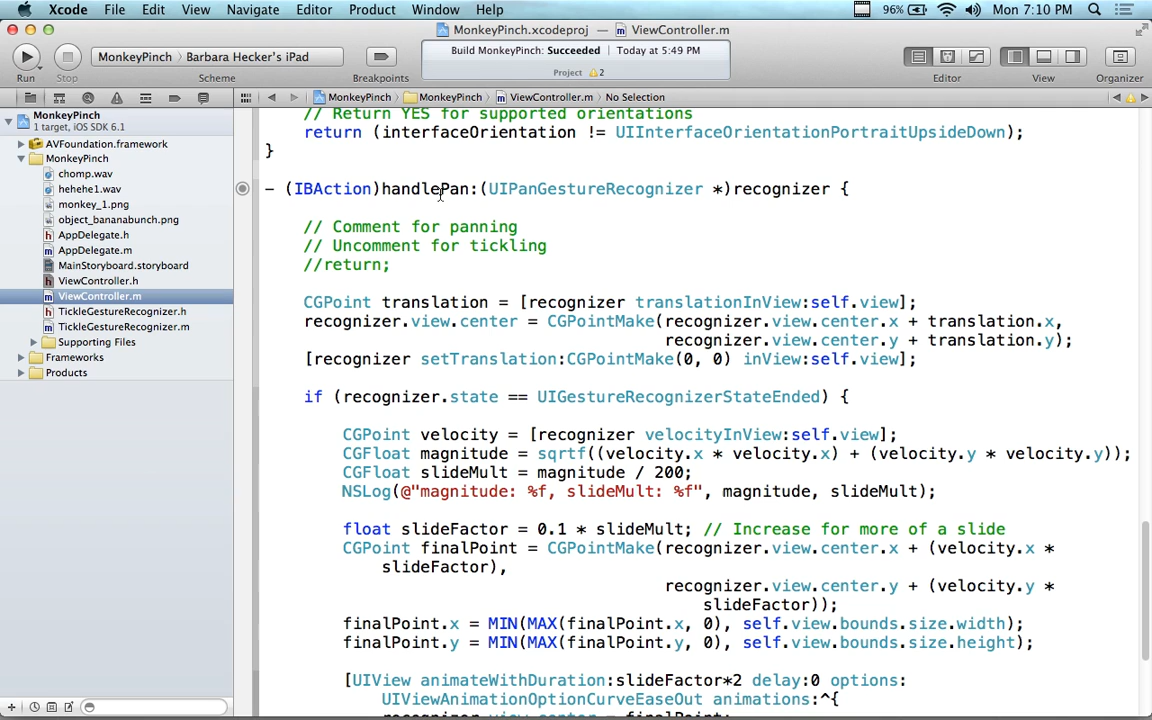 Xcode File Edit View Navigate Editor Product Window Help 96% Mon 7:10 PM
MonkeyPinch.xcodeproj — ViewController.m
MonkeyPinch Barbara Hecker's iPad
Build MonkeyPinch: Succeeded Today at 5:49 PM
Project 2
Run Stop Scheme Breakpoints Editor View Organizer
MonkeyPinch MonkeyPinch ViewController.m No Selection
MonkeyPinch
1 target, iOS SDK 6.1
AVFoundation.framework
MonkeyPinch
chomp.wav
hehehe1.wav
monkey_1.png
object_bananabunch.png
AppDelegate.h
AppDelegate.m
MainStoryboard.storyboard
ViewController.h
ViewController.m
TickleGestureRecognizer.h
TickleGestureRecognizer.m
Supporting Files
Frameworks
Products
// Return YES for supported orientations
return (interfaceOrientation != UIInterfaceOrientationPortraitUpsideDown);
}
- (IBAction)handlePan:(UIPanGestureRecognizer *)recognizer {
// Comment for panning
// Uncomment for tickling
//return;
CGPoint translation = [recognizer translationInView:self.view];
recognizer.view.center = CGPointMake(recognizer.view.center.x + translation.x,
recognizer.view.center.y + translation.y);
[recognizer setTranslation:CGPointMake(0, 0) inView:self.view];
if (recognizer.state == UIGestureRecognizerStateEnded) {
CGPoint velocity = [recognizer velocityInView:self.view];
CGFloat magnitude = sqrtf((velocity.x * velocity.x) + (velocity.y * velocity.y));
CGFloat slideMult = magnitude / 200;
NSLog(@"magnitude: %f, slideMult: %f", magnitude, slideMult);
float slideFactor = 0.1 * slideMult; // Increase for more of a slide
CGPoint finalPoint = CGPointMake(recognizer.view.center.x + (velocity.x *
slideFactor),
recognizer.view.center.y + (velocity.y *
slideFactor));
finalPoint.x = MIN(MAX(finalPoint.x, 0), self.view.bounds.size.width);
finalPoint.y = MIN(MAX(finalPoint.y, 0), self.view.bounds.size.height);
[UIView animateWithDuration:slideFactor*2 delay:0 options:
UIViewAnimationOptionCurveEaseOut animations:^{
recognizer.view.center = finalPoint;